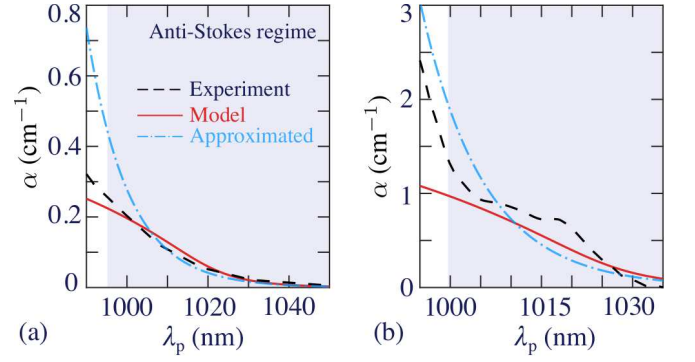 0.8
0.6
0.4
0.2
0
α (cm⁻¹)
Anti-Stokes regime
Experiment
Model
Approximated
1000
1020
1040
(a)
λp (nm)
3
2
1
0
α (cm⁻¹)
1000
1015
1030
(b)
λp (nm)